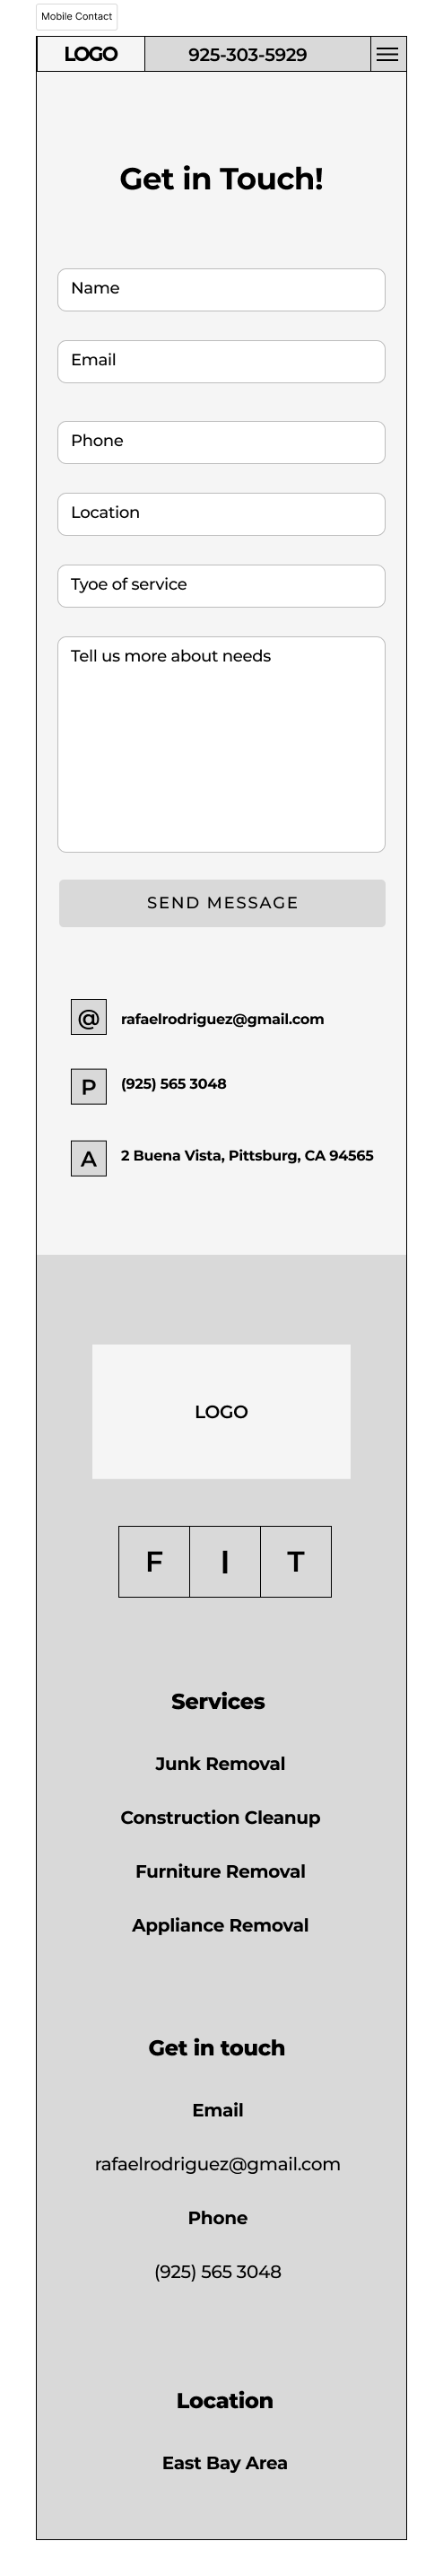 Mobile Contact
LOGO
925-303-5929
Get in Touch!
Name
Email
Phone
Location
Tyoe of service
Tell us more about needs
SEND MESSAGE
@ rafaelrodriguez@gmail.com
P (925) 565 3048
A 2 Buena Vista, Pittsburg, CA 94565
LOGO
F I T
Services
Junk Removal
Construction Cleanup
Furniture Removal
Appliance Removal
Get in touch
Email
rafaelrodriguez@gmail.com
Phone
(925) 565 3048
Location
East Bay Area